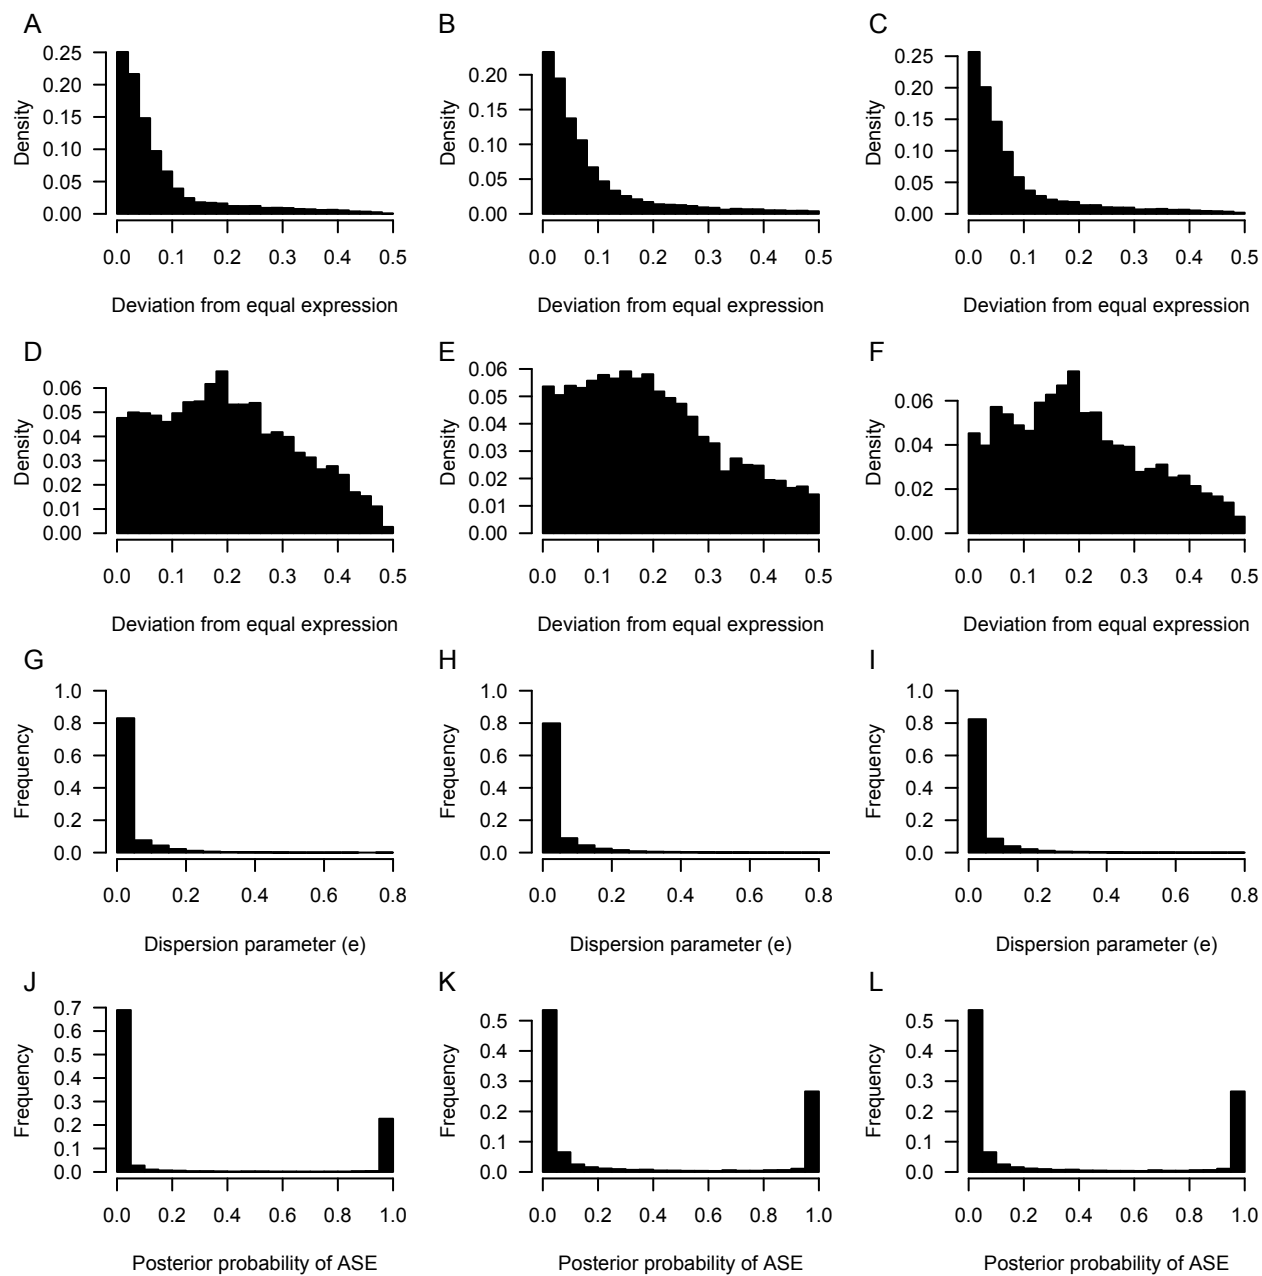 A
B
C
0.25
0.20
0.15
0.10
0.05
0.00
Density
0.0 0.1 0.2 0.3 0.4 0.5
Deviation from equal expression
0.20
0.15
0.10
0.05
0.00
Density
0.0 0.1 0.2 0.3 0.4 0.5
Deviation from equal expression
0.25
0.20
0.15
0.10
0.05
0.00
Density
0.0 0.1 0.2 0.3 0.4 0.5
Deviation from equal expression
D
E
F
0.06
0.05
0.04
0.03
0.02
0.01
0.00
Density
0.0 0.1 0.2 0.3 0.4 0.5
Deviation from equal expression
0.06
0.05
0.04
0.03
0.02
0.01
0.00
Density
0.0 0.1 0.2 0.3 0.4 0.5
Deviation from equal expression
0.06
0.04
0.02
0.00
Density
0.0 0.1 0.2 0.3 0.4 0.5
Deviation from equal expression
G
H
I
1.0
0.8
0.6
0.4
0.2
0.0
Frequency
0.0 0.2 0.4 0.6 0.8
Dispersion parameter (e)
1.0
0.8
0.6
0.4
0.2
0.0
Frequency
0.0 0.2 0.4 0.6 0.8
Dispersion parameter (e)
1.0
0.8
0.6
0.4
0.2
0.0
Frequency
0.0 0.2 0.4 0.6 0.8
Dispersion parameter (e)
J
K
L
0.7
0.6
0.5
0.4
0.3
0.2
0.1
0.0
Frequency
0.0 0.2 0.4 0.6 0.8 1.0
Posterior probability of ASE
0.5
0.4
0.3
0.2
0.1
0.0
Frequency
0.0 0.2 0.4 0.6 0.8 1.0
Posterior probability of ASE
0.5
0.4
0.3
0.2
0.1
0.0
Frequency
0.0 0.2 0.4 0.6 0.8 1.0
Posterior probability of ASE